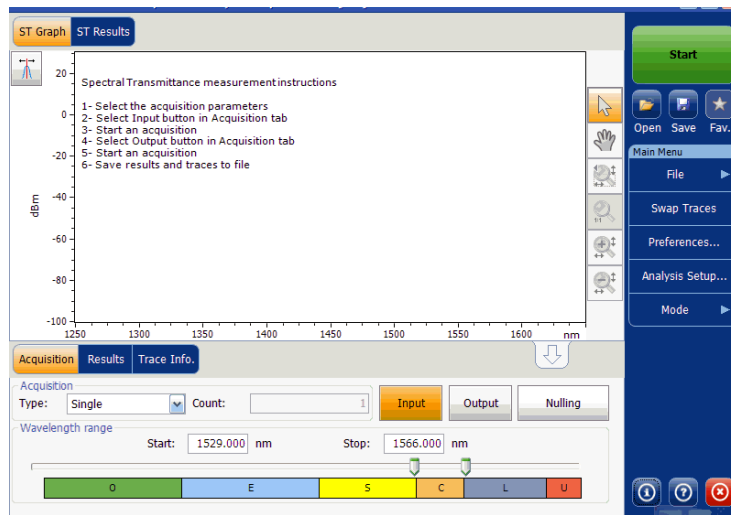 ST Graph ST Results
Start
Open Save Fav.
Main Menu
File
Swap Traces
Preferences...
Analysis Setup...
Mode
Spectral Transmittance measurement instructions
1- Select the acquisition parameters
2- Select Input button in Acquisition tab
3- Start an acquisition
4- Select Output button in Acquisition tab
5- Start an acquisition
6- Save results and traces to file
dBm
20
0
-20
-40
-60
-80
-100
1250 1300 1350 1400 1450 1500 1550 1600 nm
1:1
Acquisition Results Trace Info.
Acquisition
Type: Single Count: 1 Input Output Nulling
Wavelength range
Start: 1529.000 nm Stop: 1566.000 nm
O E S C L U